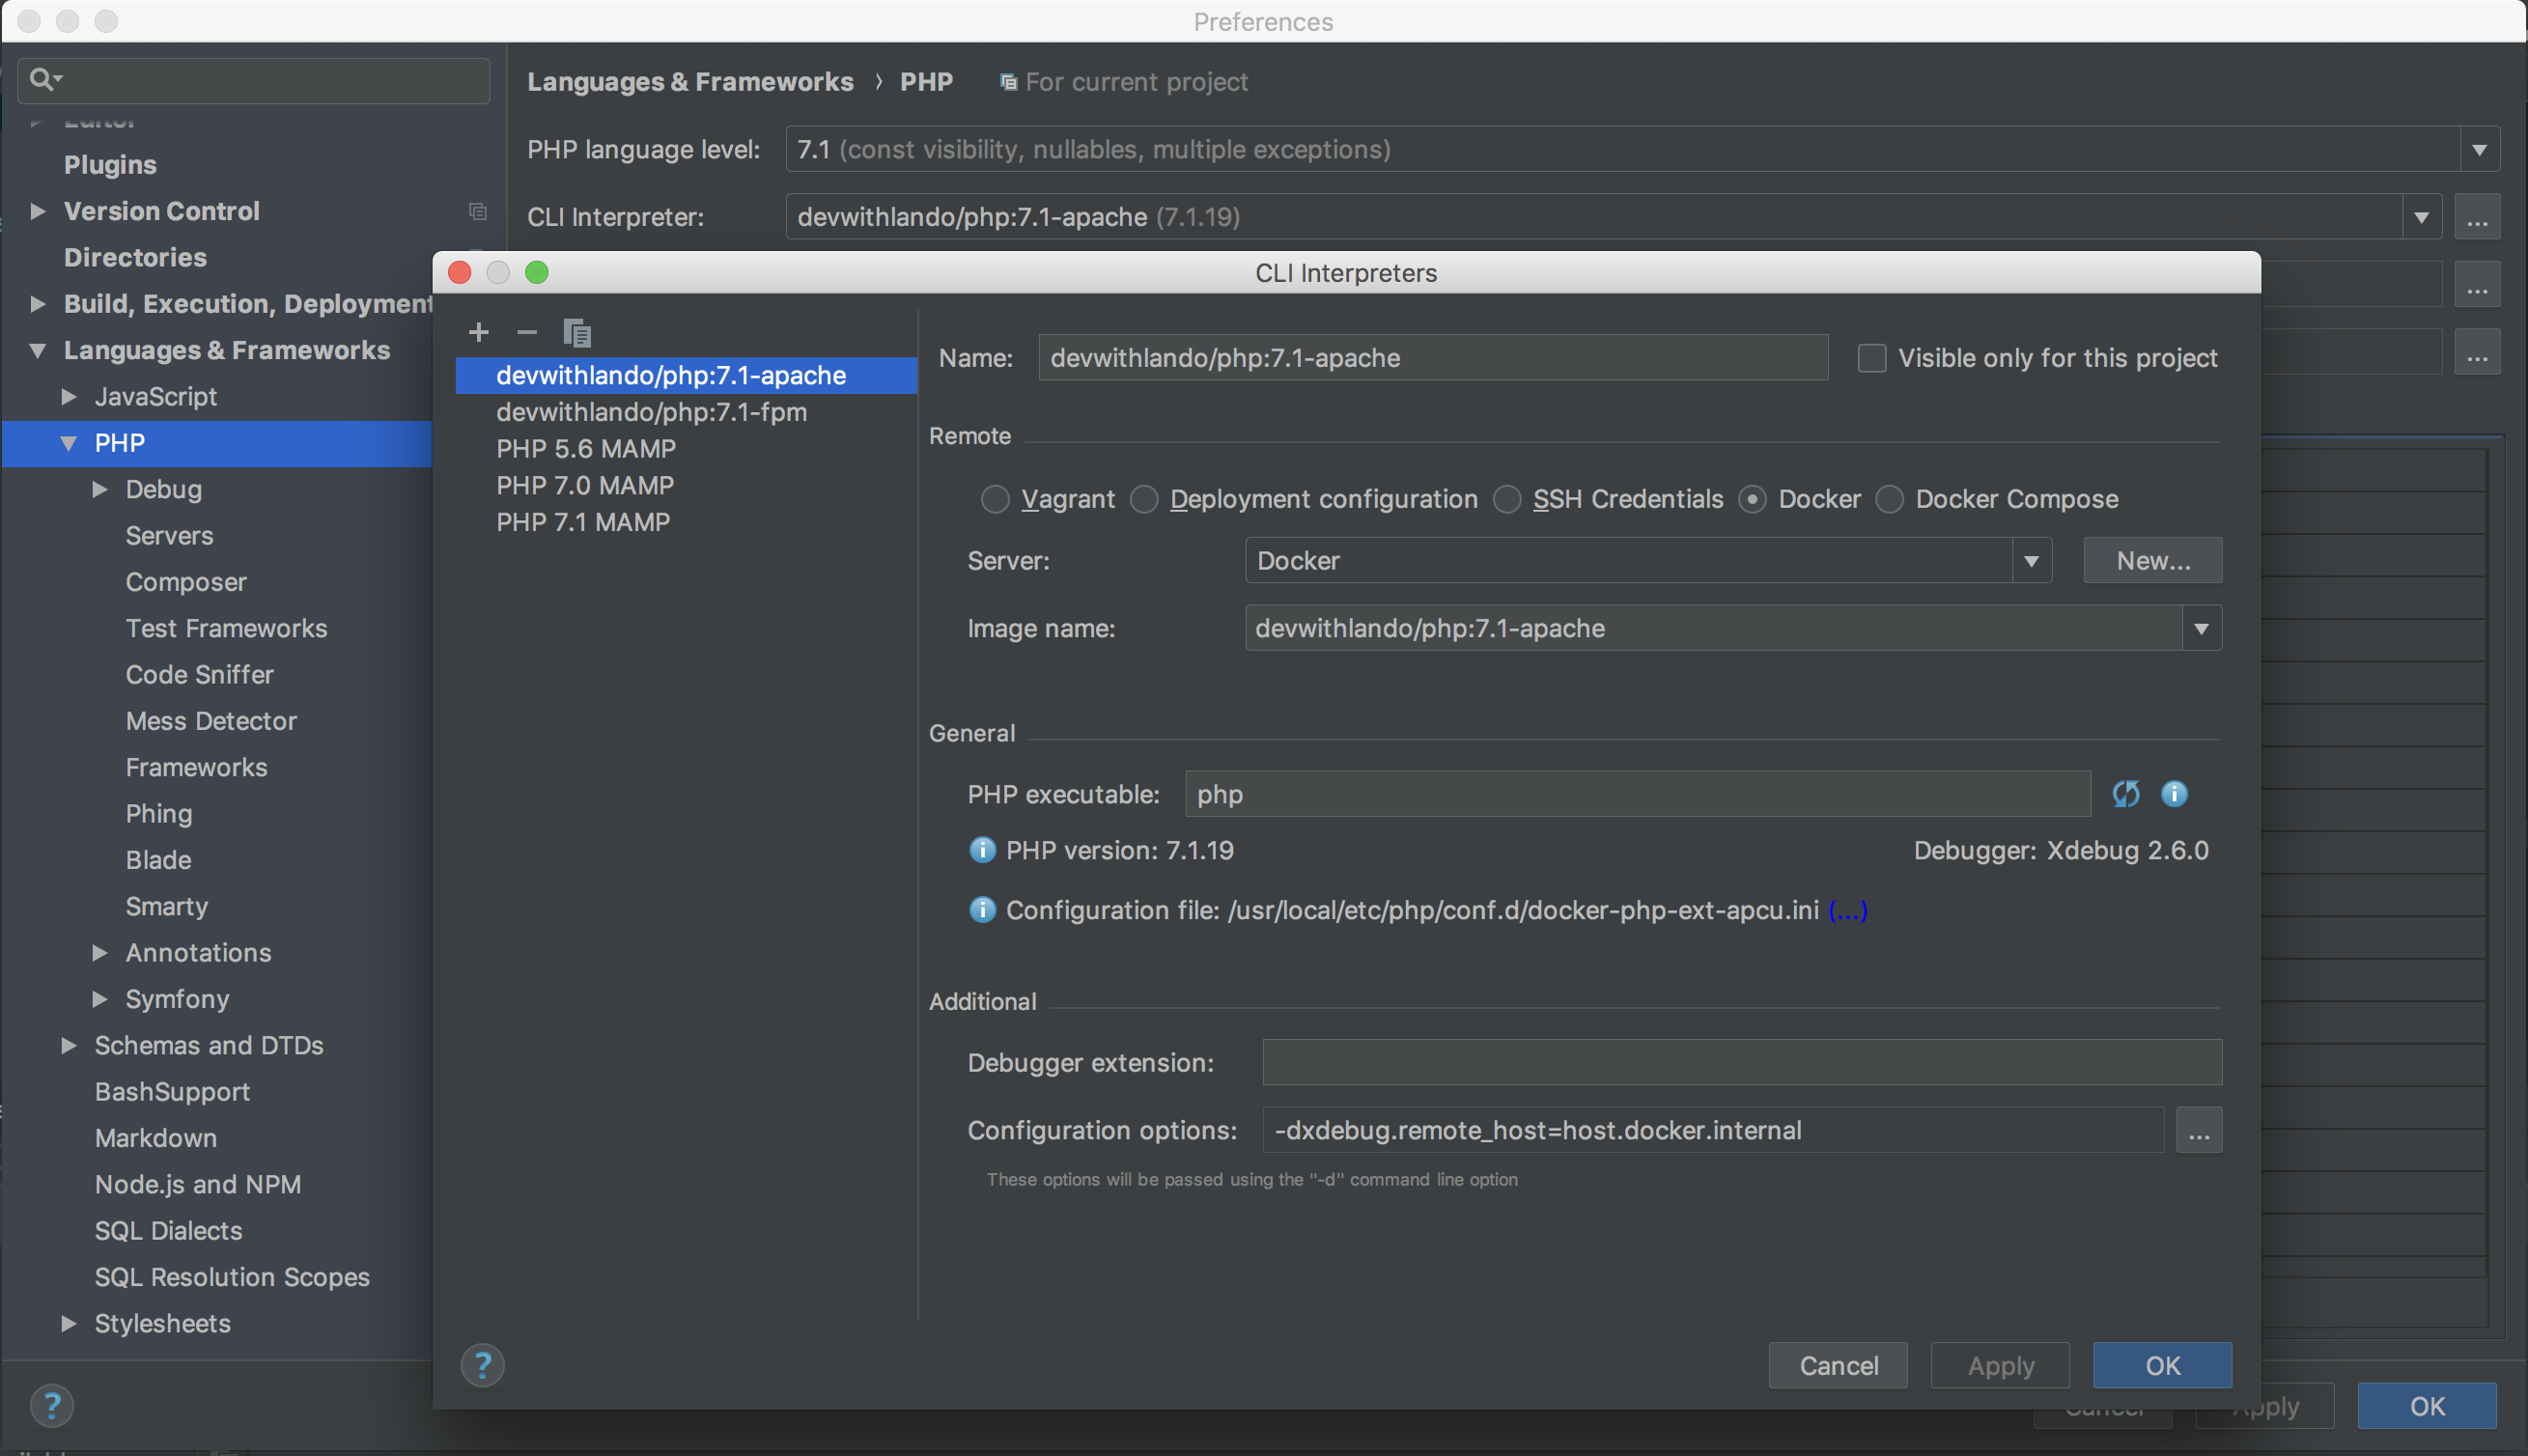 Preferences
Languages & Frameworks › PHP For current project
PHP language level: 7.1 (const visibility, nullables, multiple exceptions)
CLI Interpreter: devwithlando/php:7.1-apache (7.1.19) ...
...
...
Editor
Plugins
Version Control
Directories
Build, Execution, Deployment
Languages & Frameworks
JavaScript
PHP
Debug
Servers
Composer
Test Frameworks
Code Sniffer
Mess Detector
Frameworks
Phing
Blade
Smarty
Annotations
Symfony
Schemas and DTDs
BashSupport
Markdown
Node.js and NPM
SQL Dialects
SQL Resolution Scopes
Stylesheets
?
CLI Interpreters
devwithlando/php:7.1-apache
devwithlando/php:7.1-fpm
PHP 5.6 MAMP
PHP 7.0 MAMP
PHP 7.1 MAMP
Name: devwithlando/php:7.1-apache Visible only for this project
Remote
Vagrant Deployment configuration SSH Credentials Docker Docker Compose
Server: Docker New...
Image name: devwithlando/php:7.1-apache
General
PHP executable: php
PHP version: 7.1.19 Debugger: Xdebug 2.6.0
Configuration file: /usr/local/etc/php/conf.d/docker-php-ext-apcu.ini (...)
Additional
Debugger extension:
Configuration options: -dxdebug.remote_host=host.docker.internal ...
These options will be passed using the "-d" command line option
? Cancel Apply OK
Cancel Apply OK